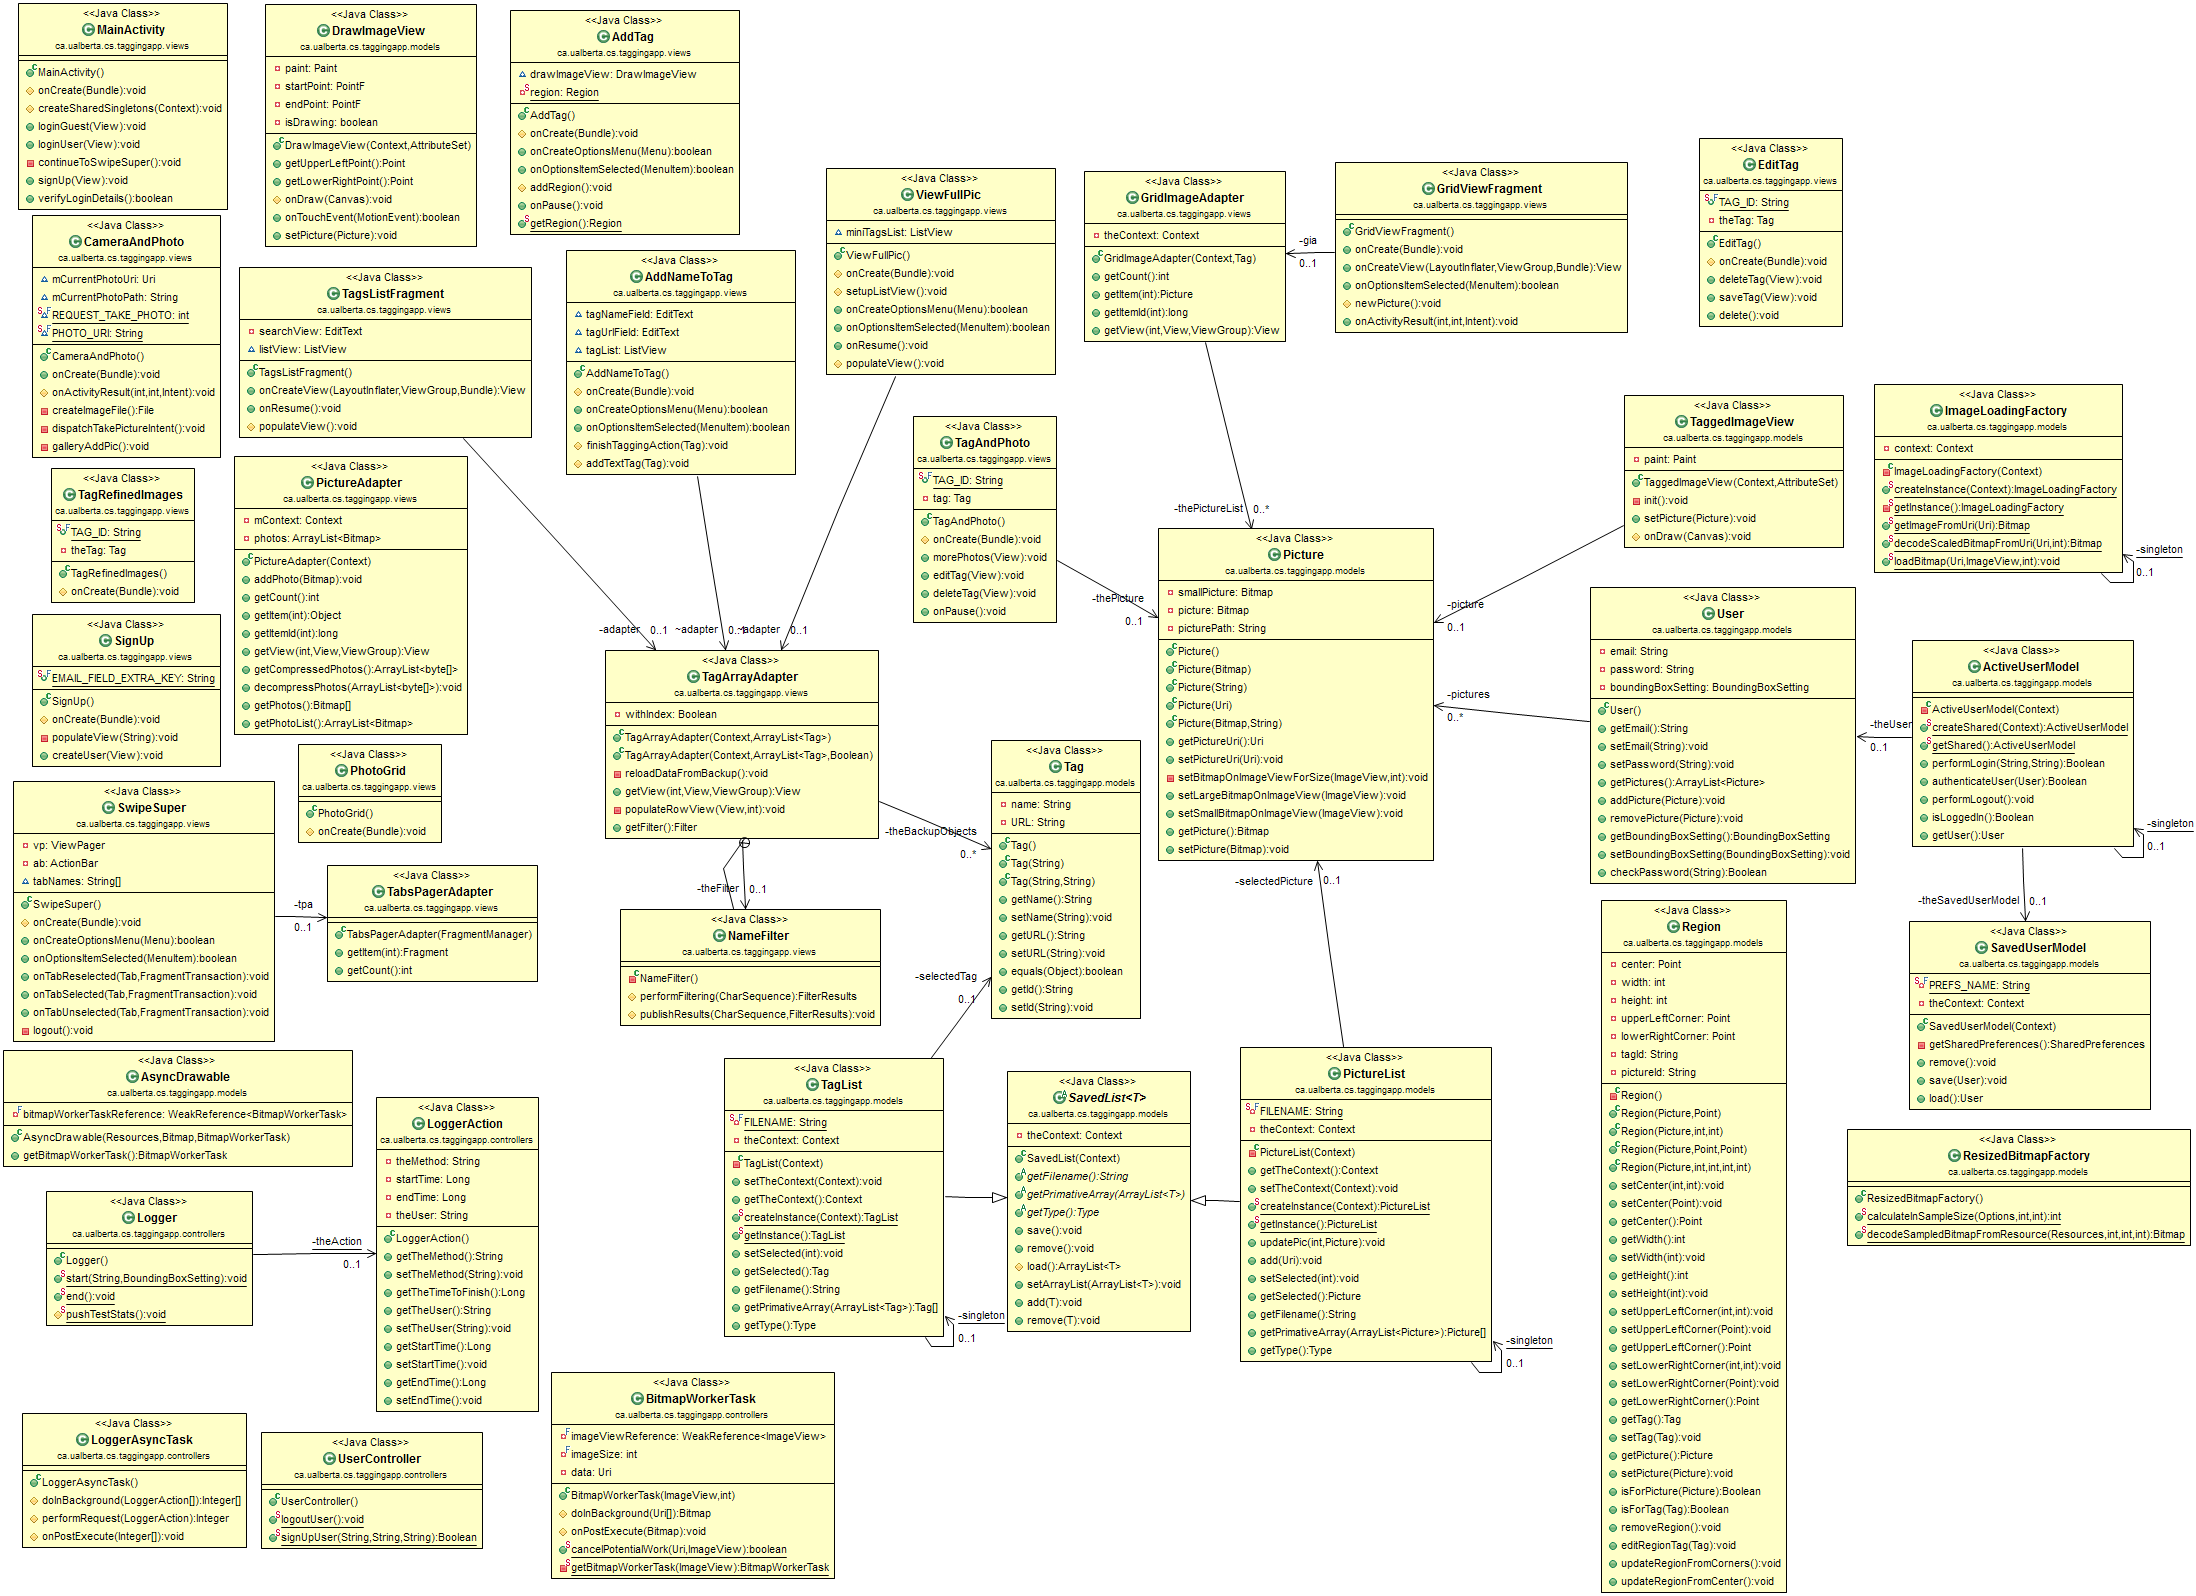 <<Java Class>>
MainActivity
ca.ualberta.cs.taggingapp.views
MainActivity()
onCreate(Bundle):void
createSharedSingletons(Context):void
loginGuest(View):void
loginUser(View):void
continueToSwipeSuper():void
signUp(View):void
verifyLoginDetails():boolean
<<Java Class>>
DrawImageView
ca.ualberta.cs.taggingapp.models
paint: Paint
startPoint: PointF
endPoint: PointF
isDrawing: boolean
DrawImageView(Context,AttributeSet)
getUpperLeftPoint():Point
getLowerRightPoint():Point
onDraw(Canvas):void
onTouchEvent(MotionEvent):boolean
setPicture(Picture):void
<<Java Class>>
AddTag
ca.ualberta.cs.taggingapp.views
drawImageView: DrawImageView
region: Region
AddTag()
onCreate(Bundle):void
onCreateOptionsMenu(Menu):boolean
onOptionsItemSelected(MenuItem):boolean
addRegion():void
onPause():void
getRegion():Region
<<Java Class>>
ViewFullPic
ca.ualberta.cs.taggingapp.views
miniTagsList: ListView
ViewFullPic()
onCreate(Bundle):void
setupListView():void
onCreateOptionsMenu(Menu):boolean
onOptionsItemSelected(MenuItem):boolean
onResume():void
populateView():void
<<Java Class>>
GridImageAdapter
ca.ualberta.cs.taggingapp.views
theContext: Context
GridImageAdapter(Context,Tag)
getCount():int
getItem(int):Picture
getItemId(int):long
getView(int,View,ViewGroup):View
-gia
0..1
<<Java Class>>
GridViewFragment
ca.ualberta.cs.taggingapp.views
GridViewFragment()
onCreate(Bundle):void
onCreateView(LayoutInflater,ViewGroup,Bundle):View
onOptionsItemSelected(MenuItem):boolean
newPicture():void
onActivityResult(int,int,Intent):void
<<Java Class>>
EditTag
ca.ualberta.cs.taggingapp.views
TAG_ID: String
theTag: Tag
EditTag()
onCreate(Bundle):void
deleteTag(View):void
saveTag(View):void
delete():void
<<Java Class>>
CameraAndPhoto
ca.ualberta.cs.taggingapp.views
mCurrentPhotoUri: Uri
mCurrentPhotoPath: String
REQUEST_TAKE_PHOTO: int
PHOTO_URI: String
CameraAndPhoto()
onCreate(Bundle):void
onActivityResult(int,int,Intent):void
createImageFile():File
dispatchTakePictureIntent():void
galleryAddPic():void
<<Java Class>>
TagsListFragment
ca.ualberta.cs.taggingapp.views
searchView: EditText
listView: ListView
TagsListFragment()
onCreateView(LayoutInflater,ViewGroup,Bundle):View
onResume():void
populateView():void
<<Java Class>>
AddNameToTag
ca.ualberta.cs.taggingapp.views
tagNameField: EditText
tagUrlField: EditText
tagList: ListView
AddNameToTag()
onCreate(Bundle):void
onCreateOptionsMenu(Menu):boolean
onOptionsItemSelected(MenuItem):boolean
finishTaggingAction(Tag):void
addTextTag(Tag):void
<<Java Class>>
TagAndPhoto
ca.ualberta.cs.taggingapp.views
TAG_ID: String
tag: Tag
TagAndPhoto()
onCreate(Bundle):void
morePhotos(View):void
editTag(View):void
deleteTag(View):void
onPause():void
-thePictureList
0..*
-thePicture
0..1
<<Java Class>>
TaggedImageView
ca.ualberta.cs.taggingapp.models
paint: Paint
TaggedImageView(Context,AttributeSet)
init():void
setPicture(Picture):void
onDraw(Canvas):void
-picture
0..1
<<Java Class>>
ImageLoadingFactory
ca.ualberta.cs.taggingapp.models
context: Context
ImageLoadingFactory(Context)
createInstance(Context):ImageLoadingFactory
getInstance():ImageLoadingFactory
getImageFromUri(Uri):Bitmap
decodeScaledBitmapFromUri(Uri,int):Bitmap
loadBitmap(Uri,ImageView,int):void
-singleton
0..1
<<Java Class>>
TagRefinedImages
ca.ualberta.cs.taggingapp.views
TAG_ID: String
theTag: Tag
TagRefinedImages()
onCreate(Bundle):void
<<Java Class>>
PictureAdapter
ca.ualberta.cs.taggingapp.views
mContext: Context
photos: ArrayList<Bitmap>
PictureAdapter(Context)
addPhoto(Bitmap):void
getCount():int
getItem(int):Object
getItemId(int):long
getView(int,View,ViewGroup):View
getCompressedPhotos():ArrayList<byte[]>
decompressPhotos(ArrayList<byte[]>):void
getPhotos():Bitmap[]
getPhotoList():ArrayList<Bitmap>
<<Java Class>>
SignUp
ca.ualberta.cs.taggingapp.views
EMAIL_FIELD_EXTRA_KEY: String
SignUp()
onCreate(Bundle):void
populateView(String):void
createUser(View):void
-adapter
0..1
~adapter
0..1
~adapter
0..1
<<Java Class>>
TagArrayAdapter
ca.ualberta.cs.taggingapp.views
withIndex: Boolean
TagArrayAdapter(Context,ArrayList<Tag>)
TagArrayAdapter(Context,ArrayList<Tag>,Boolean)
reloadDataFromBackup():void
getView(int,View,ViewGroup):View
populateRowView(View,int):void
getFilter():Filter
-theBackupObjects
0..*
-theFilter
0..1
<<Java Class>>
Picture
ca.ualberta.cs.taggingapp.models
smallPicture: Bitmap
picture: Bitmap
picturePath: String
Picture()
Picture(Bitmap)
Picture(String)
Picture(Uri)
Picture(Bitmap,String)
getPictureUri():Uri
setPictureUri(Uri):void
setBitmapOnImageViewForSize(ImageView,int):void
setLargeBitmapOnImageView(ImageView):void
setSmallBitmapOnImageView(ImageView):void
getPicture():Bitmap
setPicture(Bitmap):void
-pictures
0..*
<<Java Class>>
User
ca.ualberta.cs.taggingapp.models
email: String
password: String
boundingBoxSetting: BoundingBoxSetting
User()
getEmail():String
setEmail(String):void
setPassword(String):void
getPictures():ArrayList<Picture>
addPicture(Picture):void
removePicture(Picture):void
getBoundingBoxSetting():BoundingBoxSetting
setBoundingBoxSetting(BoundingBoxSetting):void
checkPassword(String):Boolean
-theUser
0..1
<<Java Class>>
ActiveUserModel
ca.ualberta.cs.taggingapp.models
ActiveUserModel(Context)
createShared(Context):ActiveUserModel
getShared():ActiveUserModel
performLogin(String,String):Boolean
authenticateUser(User):Boolean
performLogout():void
isLoggedIn():Boolean
getUser():User
-singleton
0..1
-theSavedUserModel
0..1
<<Java Class>>
PhotoGrid
ca.ualberta.cs.taggingapp.views
PhotoGrid()
onCreate(Bundle):void
<<Java Class>>
SwipeSuper
ca.ualberta.cs.taggingapp.views
vp: ViewPager
ab: ActionBar
tabNames: String[]
SwipeSuper()
onCreate(Bundle):void
onCreateOptionsMenu(Menu):boolean
onOptionsItemSelected(MenuItem):boolean
onTabReselected(Tab,FragmentTransaction):void
onTabSelected(Tab,FragmentTransaction):void
onTabUnselected(Tab,FragmentTransaction):void
logout():void
-tpa
0..1
<<Java Class>>
TabsPagerAdapter
ca.ualberta.cs.taggingapp.views
TabsPagerAdapter(FragmentManager)
getItem(int):Fragment
getCount():int
<<Java Class>>
NameFilter
ca.ualberta.cs.taggingapp.views
NameFilter()
performFiltering(CharSequence):FilterResults
publishResults(CharSequence,FilterResults):void
<<Java Class>>
Tag
ca.ualberta.cs.taggingapp.models
name: String
URL: String
Tag()
Tag(String)
Tag(String,String)
getName():String
setName(String):void
getURL():String
setURL(String):void
equals(Object):boolean
getId():String
setId(String):void
-selectedTag
0..1
-selectedPicture
0..1
<<Java Class>>
Region
ca.ualberta.cs.taggingapp.models
center: Point
width: int
height: int
upperLeftCorner: Point
lowerRightCorner: Point
tagId: String
pictureId: String
Region()
Region(Picture,Point)
Region(Picture,int,int)
Region(Picture,Point,Point)
Region(Picture,int,int,int,int)
setCenter(int,int):void
setCenter(Point):void
getCenter():Point
getWidth():int
setWidth(int):void
getHeight():int
setHeight(int):void
setUpperLeftCorner(int,int):void
setUpperLeftCorner(Point):void
getUpperLeftCorner():Point
setLowerRightCorner(int,int):void
setLowerRightCorner(Point):void
getLowerRightCorner():Point
getTag():Tag
setTag(Tag):void
getPicture():Picture
setPicture(Picture):void
isForPicture(Picture):Boolean
isForTag(Tag):Boolean
removeRegion():void
editRegionTag(Tag):void
updateRegionFromCorners():void
updateRegionFromCenter():void
<<Java Class>>
SavedUserModel
ca.ualberta.cs.taggingapp.models
PREFS_NAME: String
theContext: Context
SavedUserModel(Context)
getSharedPreferences():SharedPreferences
remove():void
save(User):void
load():User
<<Java Class>>
AsyncDrawable
ca.ualberta.cs.taggingapp.models
bitmapWorkerTaskReference: WeakReference<BitmapWorkerTask>
AsyncDrawable(Resources,Bitmap,BitmapWorkerTask)
getBitmapWorkerTask():BitmapWorkerTask
<<Java Class>>
LoggerAction
ca.ualberta.cs.taggingapp.controllers
theMethod: String
startTime: Long
endTime: Long
theUser: String
LoggerAction()
getTheMethod():String
setTheMethod(String):void
getTheTimeToFinish():Long
getTheUser():String
setTheUser(String):void
getStartTime():Long
setStartTime():void
getEndTime():Long
setEndTime():void
<<Java Class>>
Logger
ca.ualberta.cs.taggingapp.controllers
Logger()
start(String,BoundingBoxSetting):void
end():void
pushTestStats():void
-theAction
0..1
<<Java Class>>
TagList
ca.ualberta.cs.taggingapp.models
FILENAME: String
theContext: Context
TagList(Context)
setTheContext(Context):void
getTheContext():Context
createInstance(Context):TagList
getInstance():TagList
setSelected(int):void
getSelected():Tag
getFilename():String
getPrimativeArray(ArrayList<Tag>):Tag[]
getType():Type
-singleton
0..1
<<Java Class>>
SavedList<T>
ca.ualberta.cs.taggingapp.models
theContext: Context
SavedList(Context)
getFilename():String
getPrimativeArray(ArrayList<T>)
getType():Type
save():void
remove():void
load():ArrayList<T>
setArrayList(ArrayList<T>):void
add(T):void
remove(T):void
<<Java Class>>
PictureList
ca.ualberta.cs.taggingapp.models
FILENAME: String
theContext: Context
PictureList(Context)
getTheContext():Context
setTheContext(Context):void
createInstance(Context):PictureList
getInstance():PictureList
updatePic(int,Picture):void
add(Uri):void
setSelected(int):void
getSelected():Picture
getFilename():String
getPrimativeArray(ArrayList<Picture>):Picture[]
getType():Type
-singleton
0..1
<<Java Class>>
ResizedBitmapFactory
ca.ualberta.cs.taggingapp.models
ResizedBitmapFactory()
calculateInSampleSize(Options,int,int):int
decodeSampledBitmapFromResource(Resources,int,int,int):Bitmap
<<Java Class>>
LoggerAsyncTask
ca.ualberta.cs.taggingapp.controllers
LoggerAsyncTask()
doInBackground(LoggerAction[]):Integer[]
performRequest(LoggerAction):Integer
onPostExecute(Integer[]):void
<<Java Class>>
UserController
ca.ualberta.cs.taggingapp.controllers
UserController()
logoutUser():void
signUpUser(String,String,String):Boolean
<<Java Class>>
BitmapWorkerTask
ca.ualberta.cs.taggingapp.controllers
imageViewReference: WeakReference<ImageView>
imageSize: int
data: Uri
BitmapWorkerTask(ImageView,int)
doInBackground(Uri[]):Bitmap
onPostExecute(Bitmap):void
cancelPotentialWork(Uri,ImageView):boolean
getBitmapWorkerTask(ImageView):BitmapWorkerTask